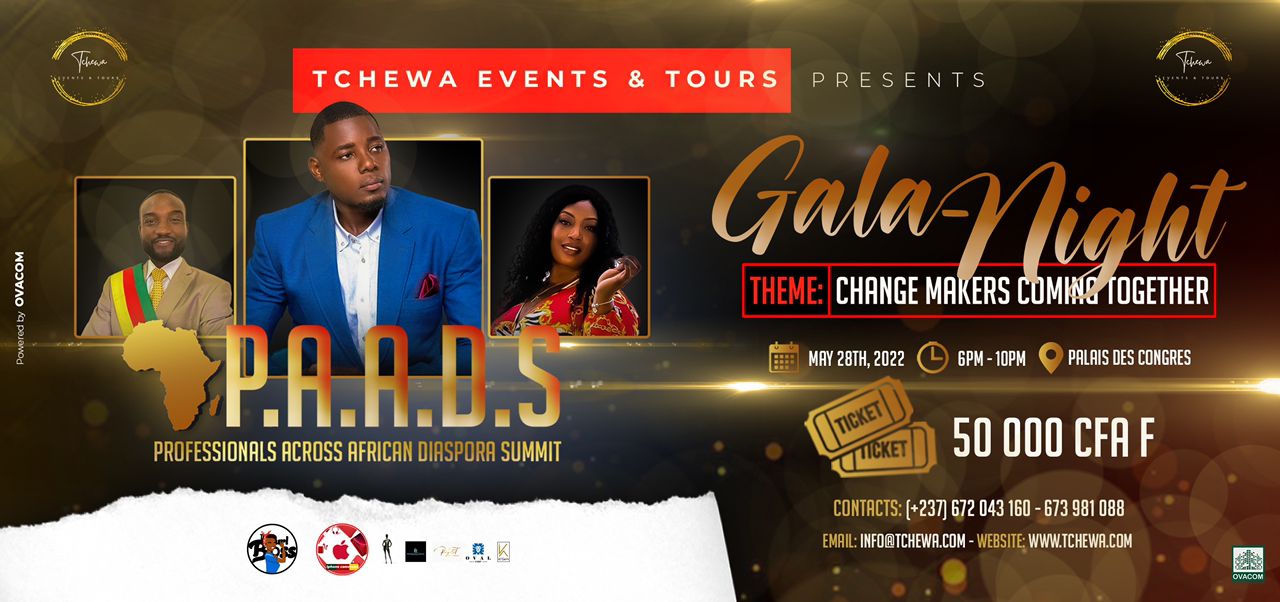 Tchewa
EVENTS & TOURS
TCHEWA EVENTS & TOURS PRESENTS
Tchewa
EVENTS & TOURS
Gala-Night
THEME: CHANGE MAKERS COMING TOGETHER
MAY 28TH, 2022 6PM - 10PM PALAIS DES CONGRES
TICKET
TICKET
50 000 CFA F
CONTACTS: (+237) 672 043 160 - 673 981 088
EMAIL: INFO@TCHEWA.COM - WEBSITE: WWW.TCHEWA.COM
P.A.A.D.S
PROFESSIONALS ACROSS AFRICAN DIASPORA SUMMIT
Powered by OVACOM
Boss
OVAL
OVACOM